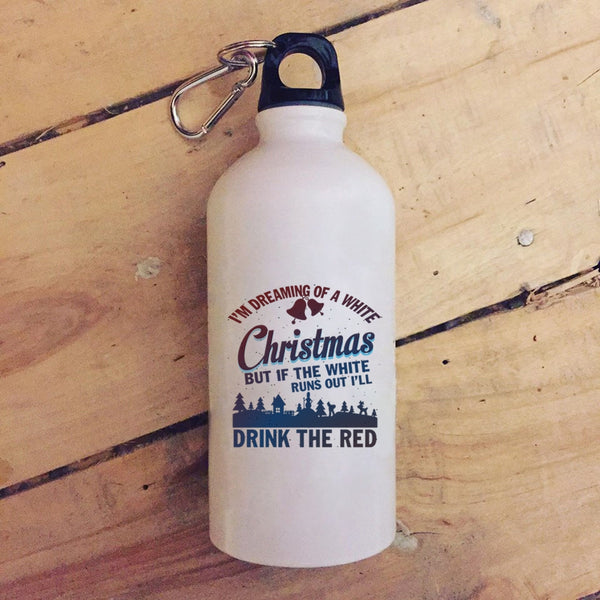 I'M DREAMING OF A WHITE
Christmas
BUT IF THE WHITE
RUNS OUT I'LL
DRINK THE RED